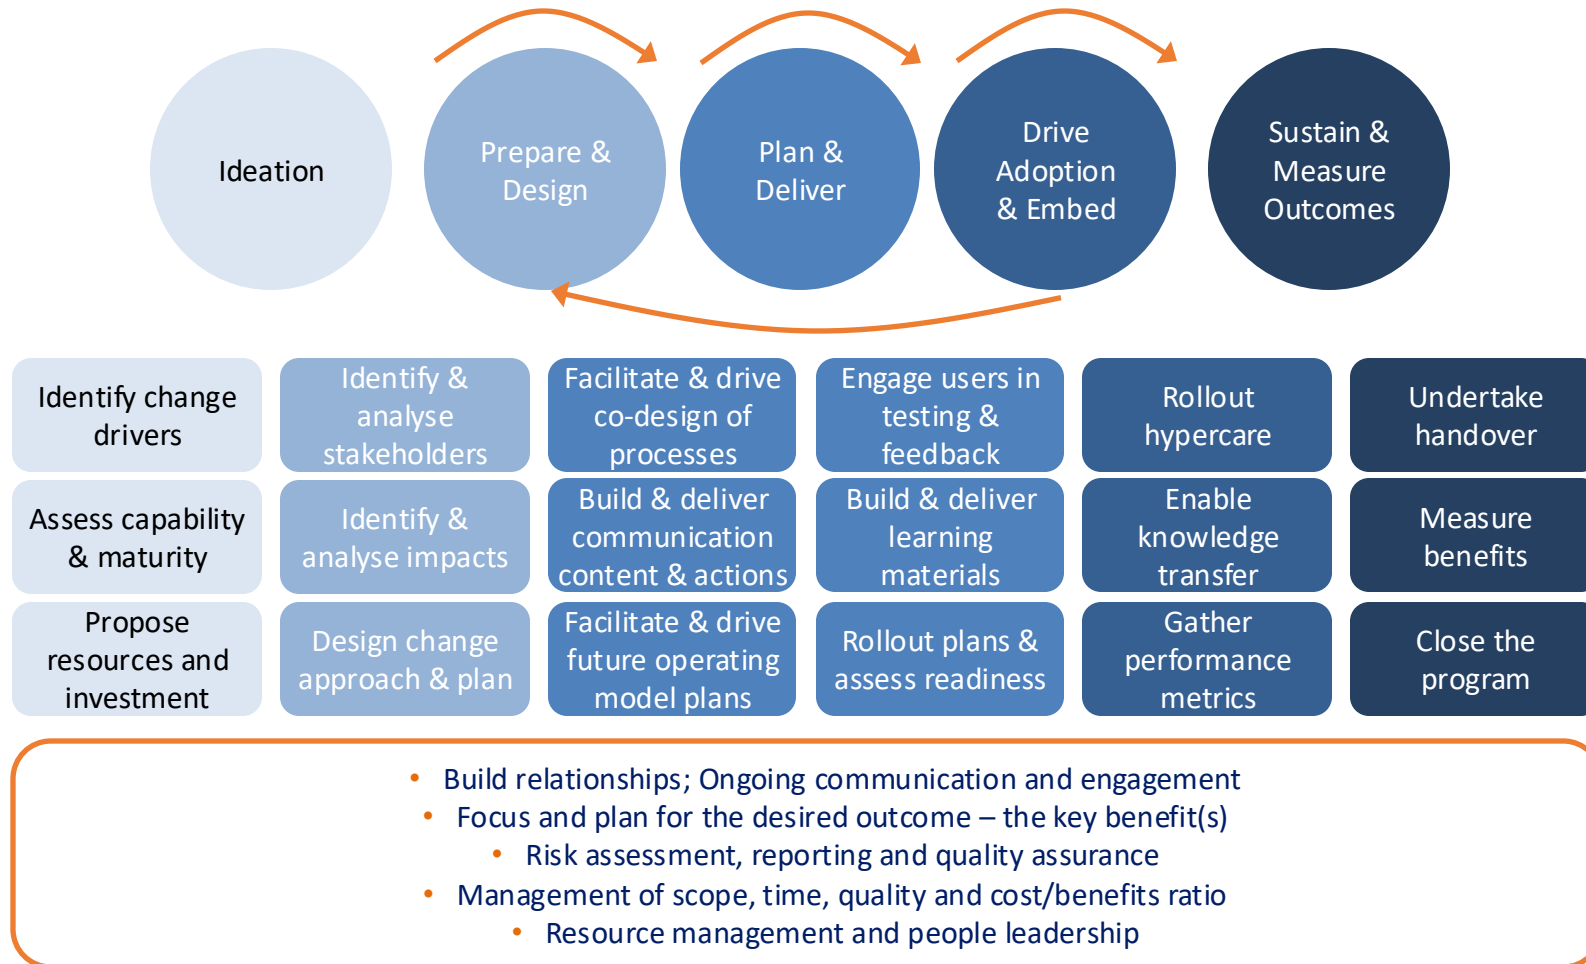 Ideation
Prepare &
Design
Plan &
Deliver
Drive
Adoption
& Embed
Sustain &
Measure
Outcomes
Identify change
drivers
Identify &
analyse
stakeholders
Facilitate & drive
co-design of
processes
Engage users in
testing &
feedback
Rollout
hypercare
Undertake
handover
Assess capability
& maturity
Identify &
analyse impacts
Build & deliver
communication
content & actions
Build & deliver
learning
materials
Enable
knowledge
transfer
Measure
benefits
Propose
resources and
investment
Design change
approach & plan
Facilitate & drive
future operating
model plans
Rollout plans &
assess readiness
Gather
performance
metrics
Close the
program
• Build relationships; Ongoing communication and engagement
• Focus and plan for the desired outcome – the key benefit(s)
• Risk assessment, reporting and quality assurance
• Management of scope, time, quality and cost/benefits ratio
• Resource management and people leadership